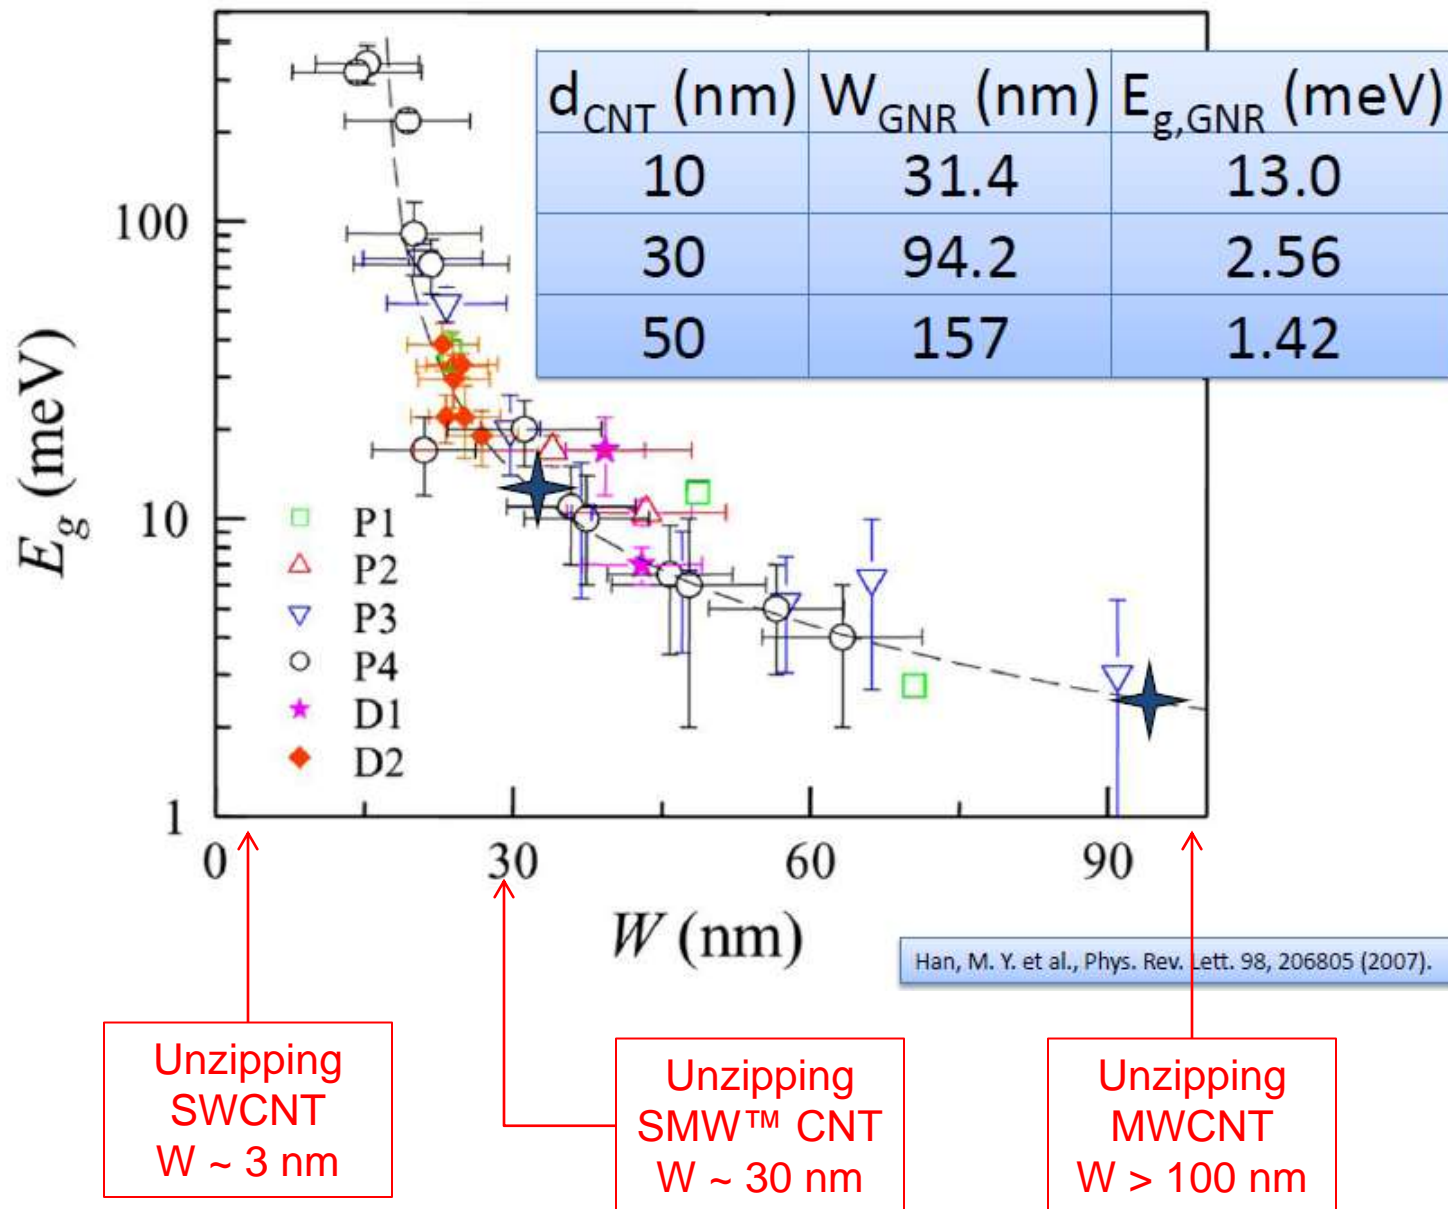 d_CNT (nm) W_GNR (nm) E_g,GNR (meV)
10 31.4 13.0
30 94.2 2.56
50 157 1.42
100
10
1
E_g (meV)
P1
P2
P3
P4
D1
D2
0 30 60 90
W (nm)
Han, M. Y. et al., Phys. Rev. Lett. 98, 206805 (2007).
Unzipping
SWCNT
W ~ 3 nm
Unzipping
SMW™ CNT
W ~ 30 nm
Unzipping
MWCNT
W > 100 nm